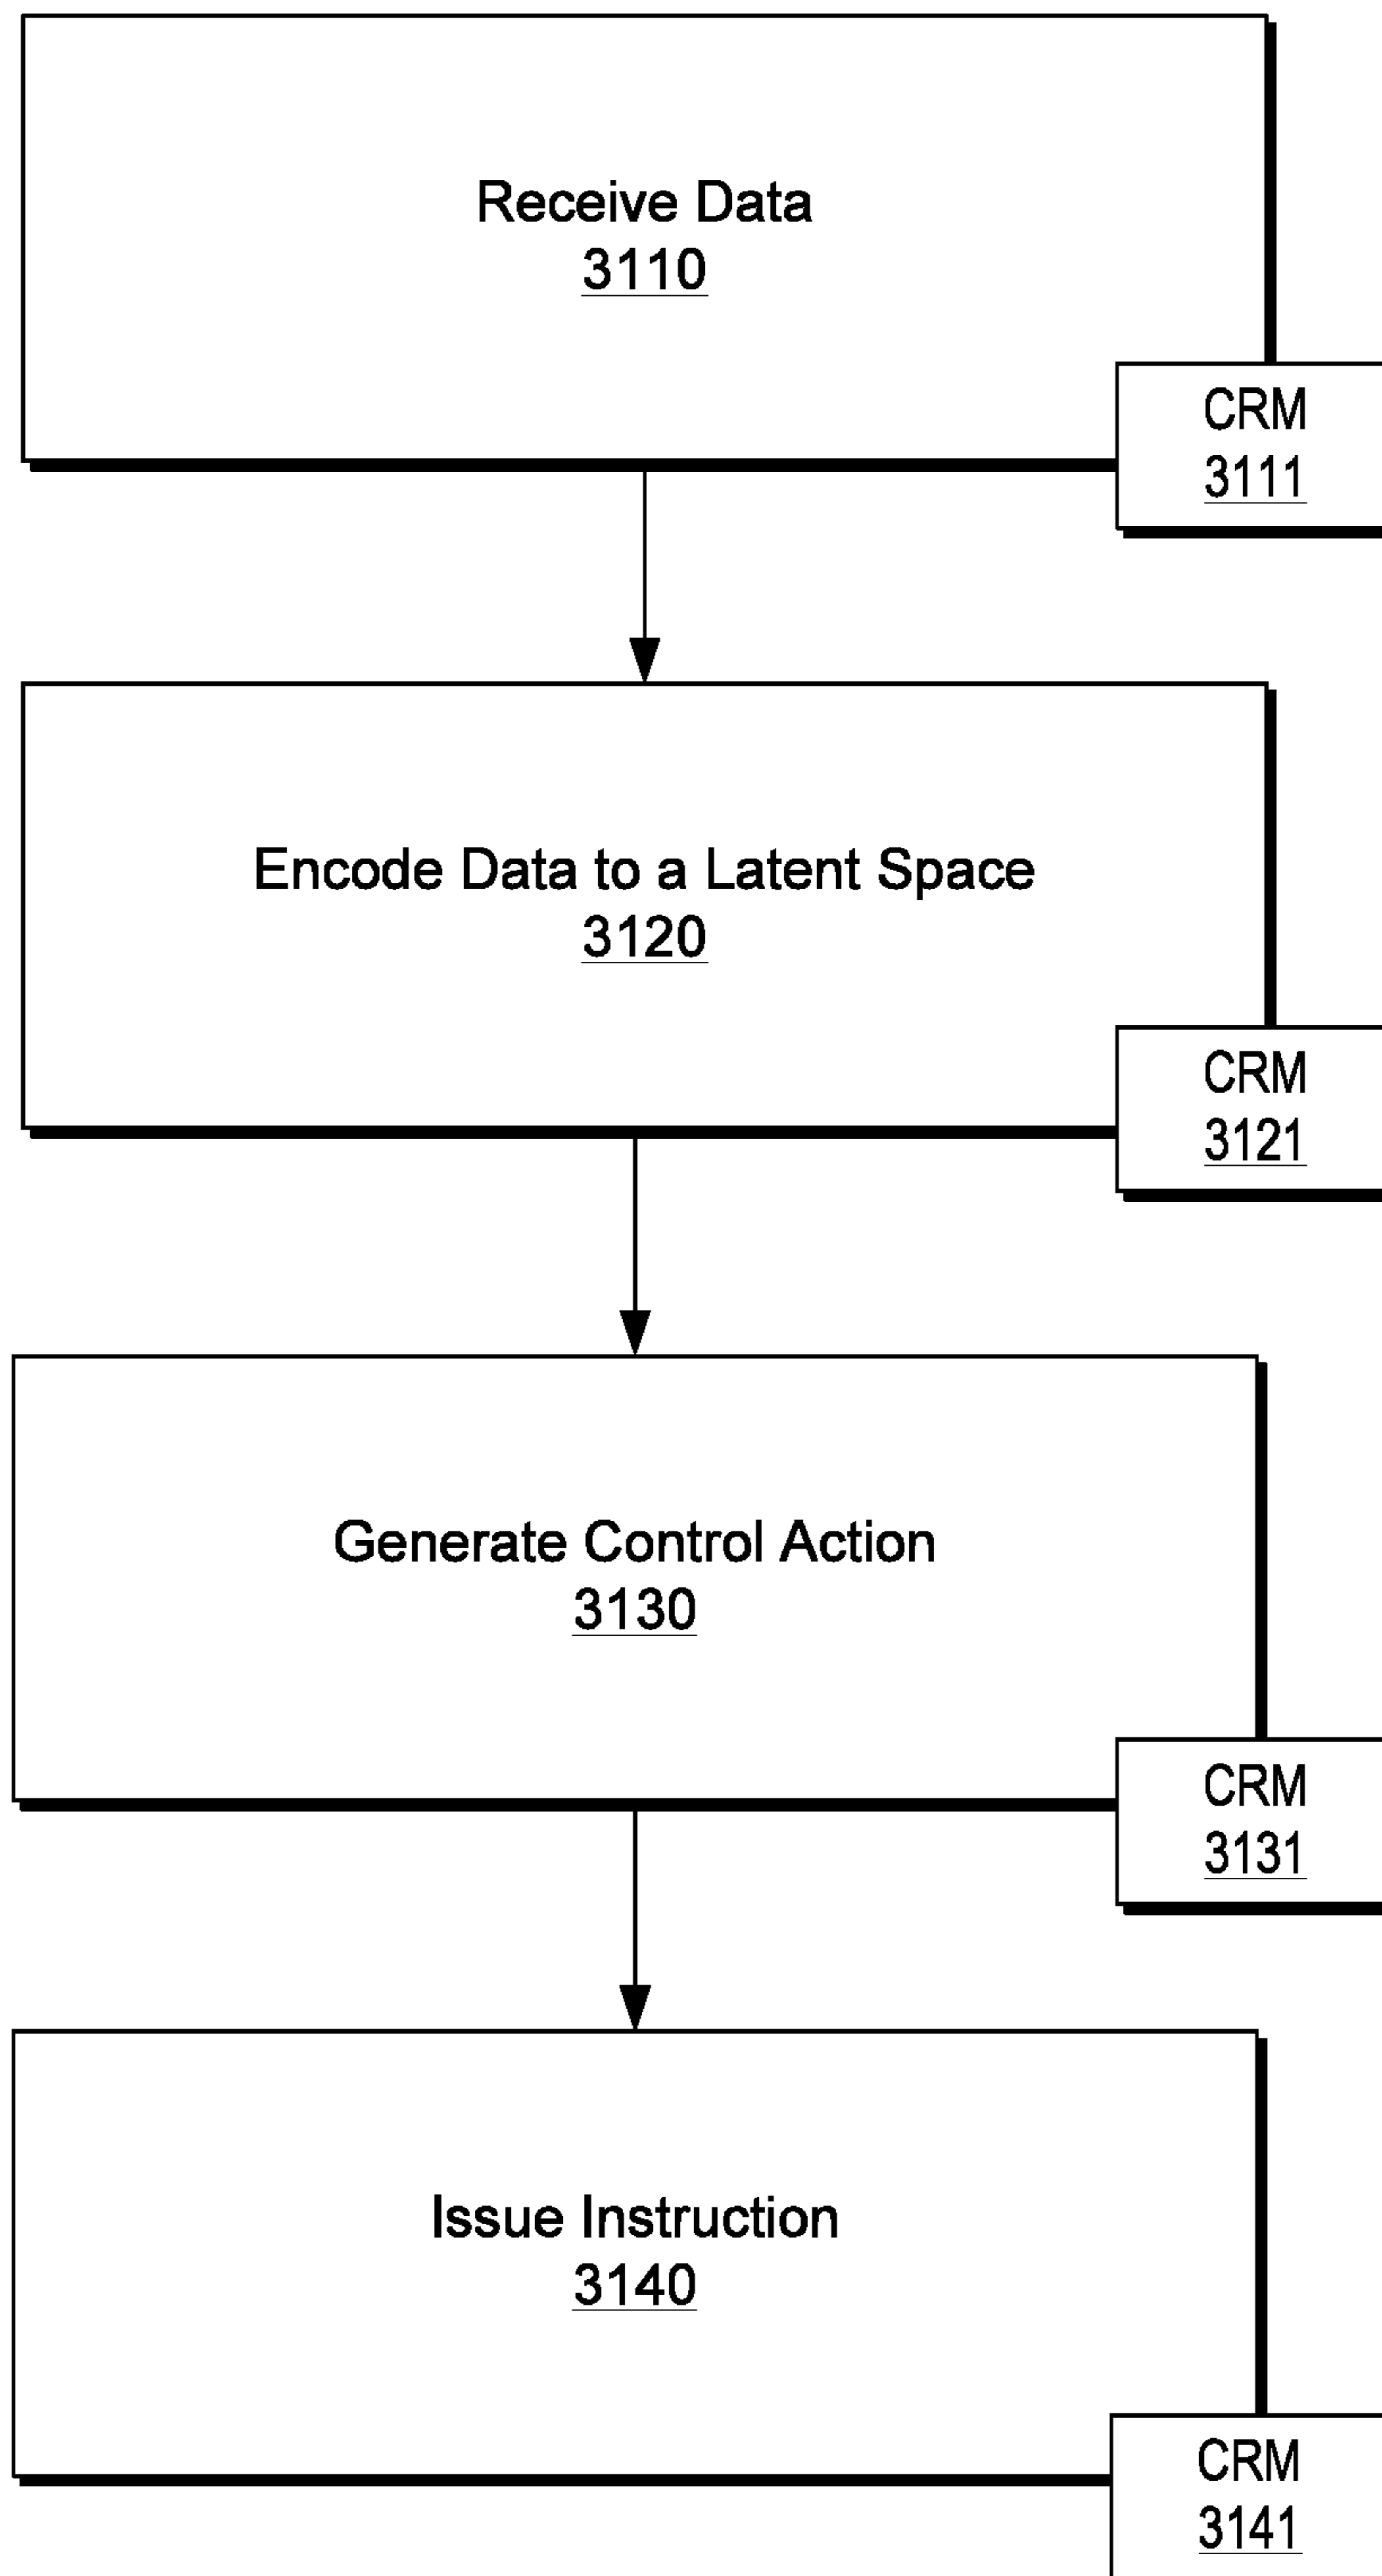 Receive Data
3110
CRM
3111
Encode Data to a Latent Space
3120
CRM
3121
Generate Control Action
3130
CRM
3131
Issue Instruction
3140
CRM
3141